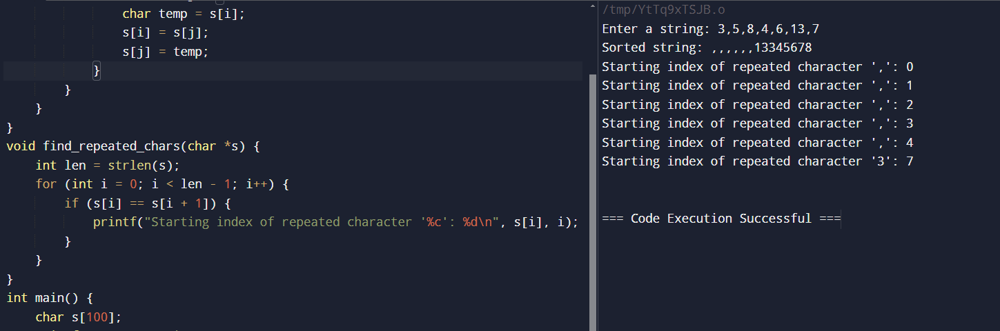 char temp = s[i];
s[i] = s[j];
s[j] = temp;
}
}
}
}
void find_repeated_chars(char *s) {
int len = strlen(s);
for (int i = 0; i < len - 1; i++) {
if (s[i] == s[i + 1]) {
printf("Starting index of repeated character '%c': %d\n", s[i], i);
}
}
}
int main() {
char s[100];
/tmp/YtTq9xTSJB.o
Enter a string: 3,5,8,4,6,13,7
Sorted string: ,,,,,,13345678
Starting index of repeated character ',': 0
Starting index of repeated character ',': 1
Starting index of repeated character ',': 2
Starting index of repeated character ',': 3
Starting index of repeated character ',': 4
Starting index of repeated character '3': 7
=== Code Execution Successful ===